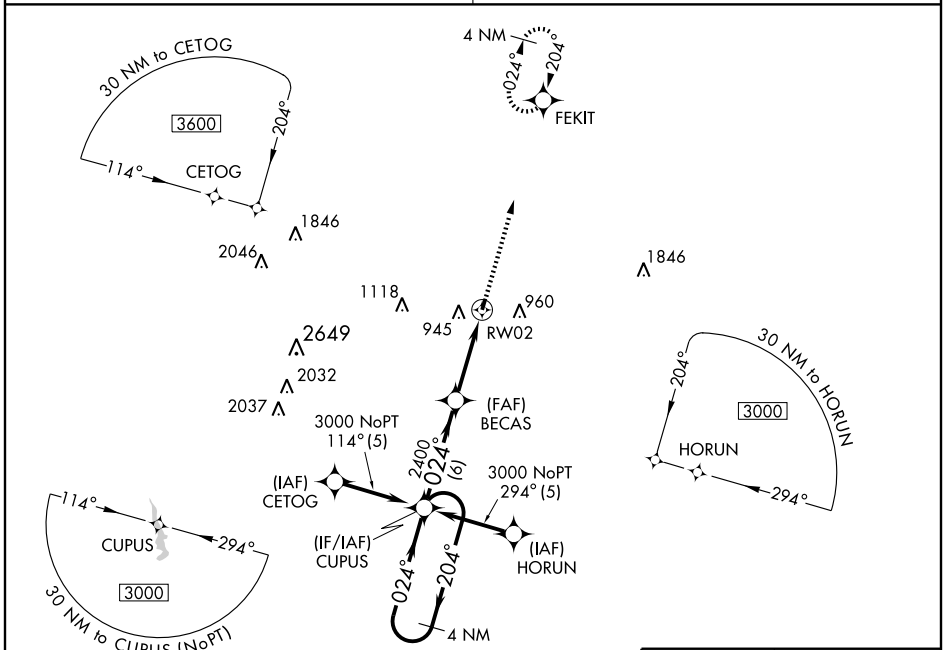 4 NM
024°
204°
FEKIT
30 NM to CETOG
3600
204°
114°
CETOG
1846
2046
1846
1118
945
960
RW02
2649
2032
2037
30 NM to HORUN
204°
3000
HORUN
294°
(FAF)
BECAS
3000 NoPT
114° (5)
2400
024°
(6)
3000 NoPT
294° (5)
(IAF)
CETOG
(IF/IAF)
CUPUS
(IAF)
HORUN
024°
204°
4 NM
114°
CUPUS
294°
3000
30 NM to CUPUS (NoPT)